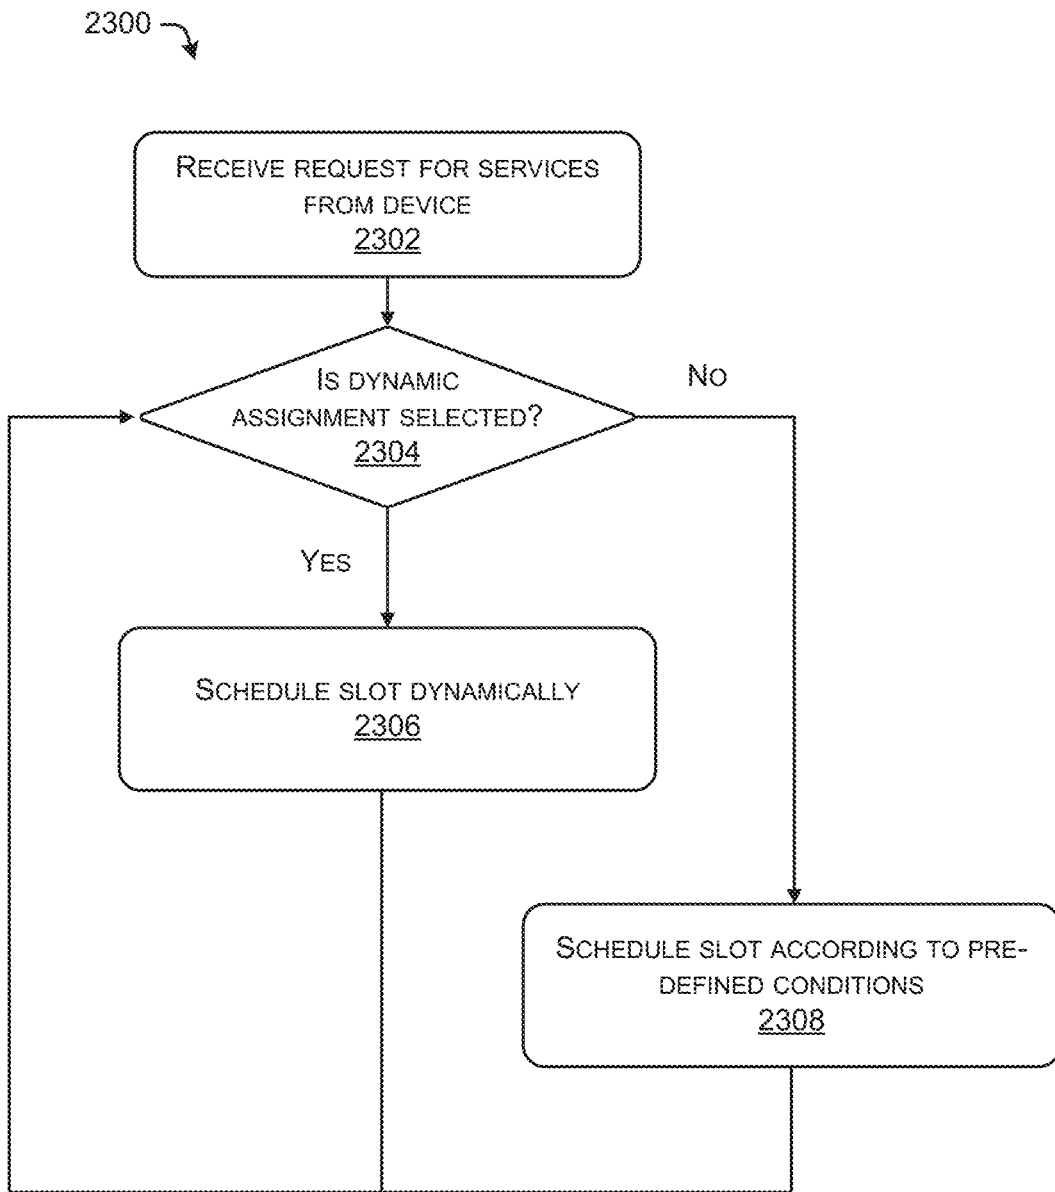 2300
RECEIVE REQUEST FOR SERVICES
FROM DEVICE
2302
IS DYNAMIC
ASSIGNMENT SELECTED?
2304
NO
YES
SCHEDULE SLOT DYNAMICALLY
2306
SCHEDULE SLOT ACCORDING TO PRE-
DEFINED CONDITIONS
2308